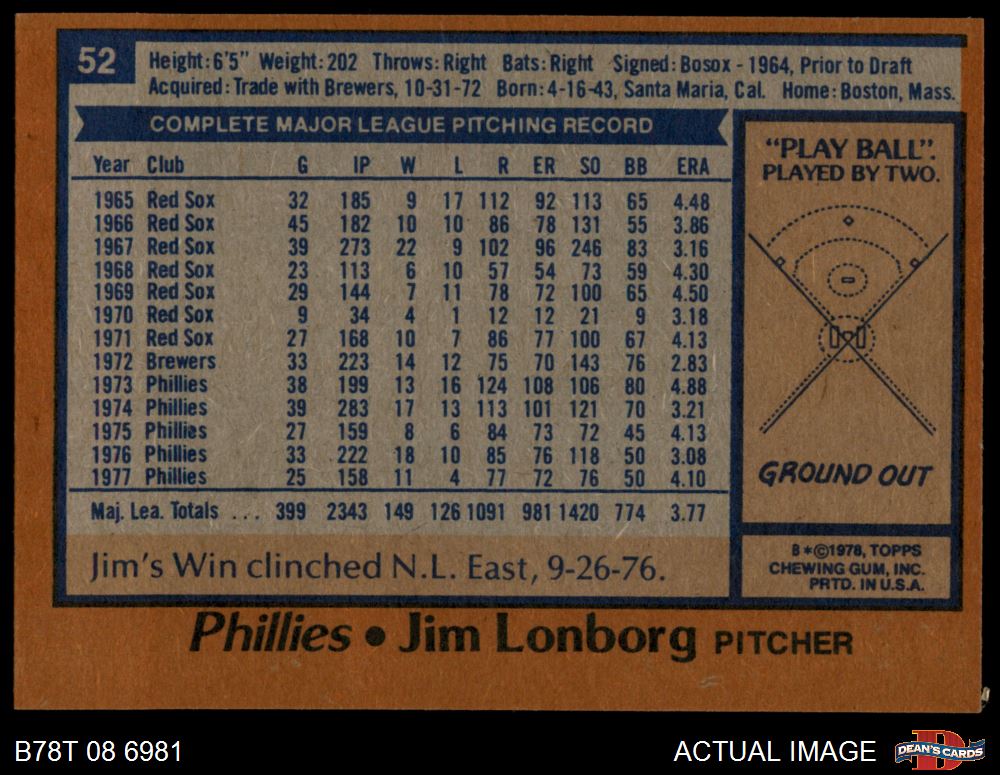 52
Height: 6'5" Weight: 202 Throws: Right Bats: Right Signed: Bosox - 1964, Prior to Draft
Acquired: Trade with Brewers, 10-31-72 Born: 4-16-43, Santa Maria, Cal. Home: Boston, Mass.
COMPLETE MAJOR LEAGUE PITCHING RECORD
Year Club G IP W L R ER SO BB ERA
1965 Red Sox 32 185 9 17 112 92 113 65 4.48
1966 Red Sox 45 182 10 10 86 78 131 55 3.86
1967 Red Sox 39 273 22 9 102 96 246 83 3.16
1968 Red Sox 23 113 6 10 57 54 73 59 4.30
1969 Red Sox 29 144 7 11 78 72 100 65 4.50
1970 Red Sox 9 34 4 1 12 12 21 9 3.18
1971 Red Sox 27 168 10 7 86 77 100 67 4.13
1972 Brewers 33 223 14 12 75 70 143 76 2.83
1973 Phillies 38 199 13 16 124 108 106 80 4.88
1974 Phillies 39 283 17 13 113 101 121 70 3.21
1975 Phillies 27 159 8 6 84 73 72 45 4.13
1976 Phillies 33 222 18 10 85 76 118 50 3.08
1977 Phillies 25 158 11 4 77 72 76 50 4.10
Maj. Lea. Totals ... 399 2343 149 126 1091 981 1420 774 3.77
Jim's Win clinched N.L. East, 9-26-76.
"PLAY BALL".
PLAYED BY TWO.
GROUND OUT
B*©1978, TOPPS
CHEWING GUM, INC.
PRTD. IN U.S.A.
Phillies • Jim Lonborg PITCHER
B78T 08 6981
ACTUAL IMAGE
DEAN'S CARDS